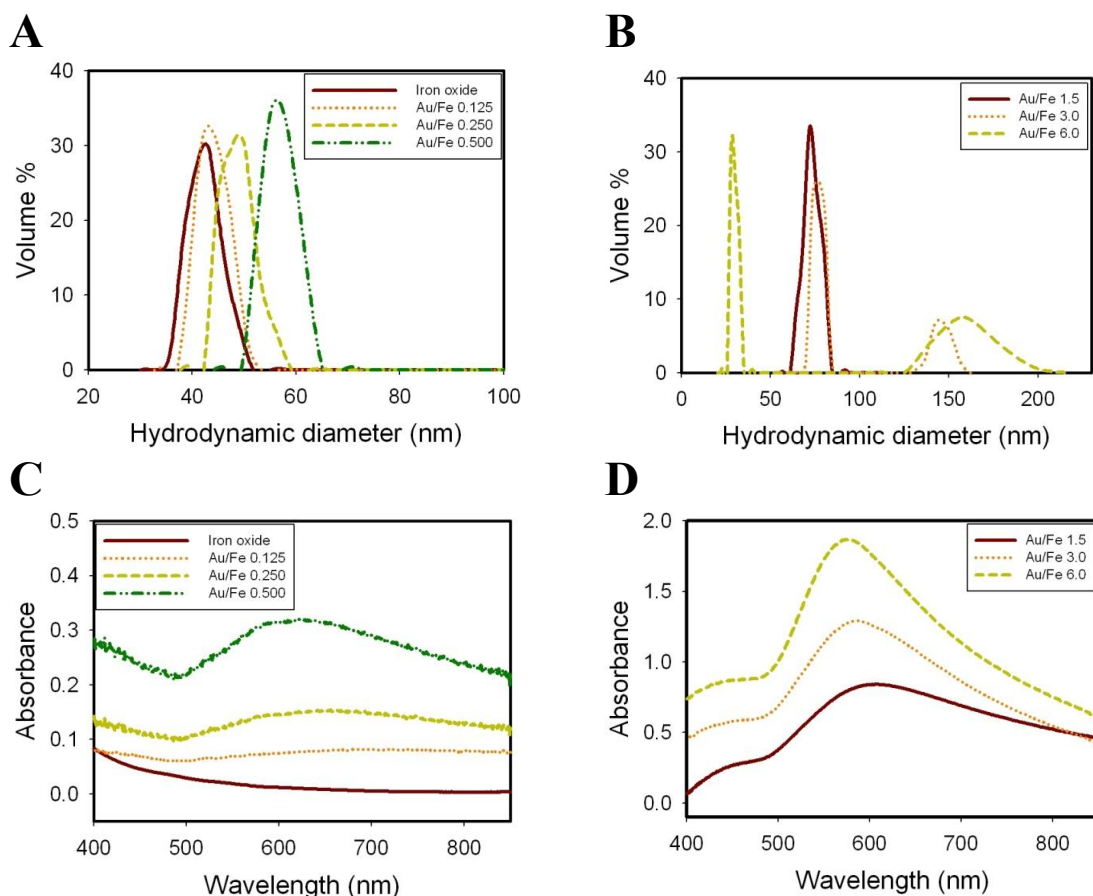 A
40
30
20
10
0
Volume %
20
40
60
80
100
Hydrodynamic diameter (nm)
Iron oxide
Au/Fe 0.125
Au/Fe 0.250
Au/Fe 0.500
B
40
30
20
10
0
Volume %
0
50
100
150
200
Hydrodynamic diameter (nm)
Au/Fe 1.5
Au/Fe 3.0
Au/Fe 6.0
C
0.5
0.4
0.3
0.2
0.1
0.0
Absorbance
400
500
600
700
800
Wavelength (nm)
Iron oxide
Au/Fe 0.125
Au/Fe 0.250
Au/Fe 0.500
D
2.0
1.5
1.0
0.5
0.0
Absorbance
400
500
600
700
800
Wavelength (nm)
Au/Fe 1.5
Au/Fe 3.0
Au/Fe 6.0